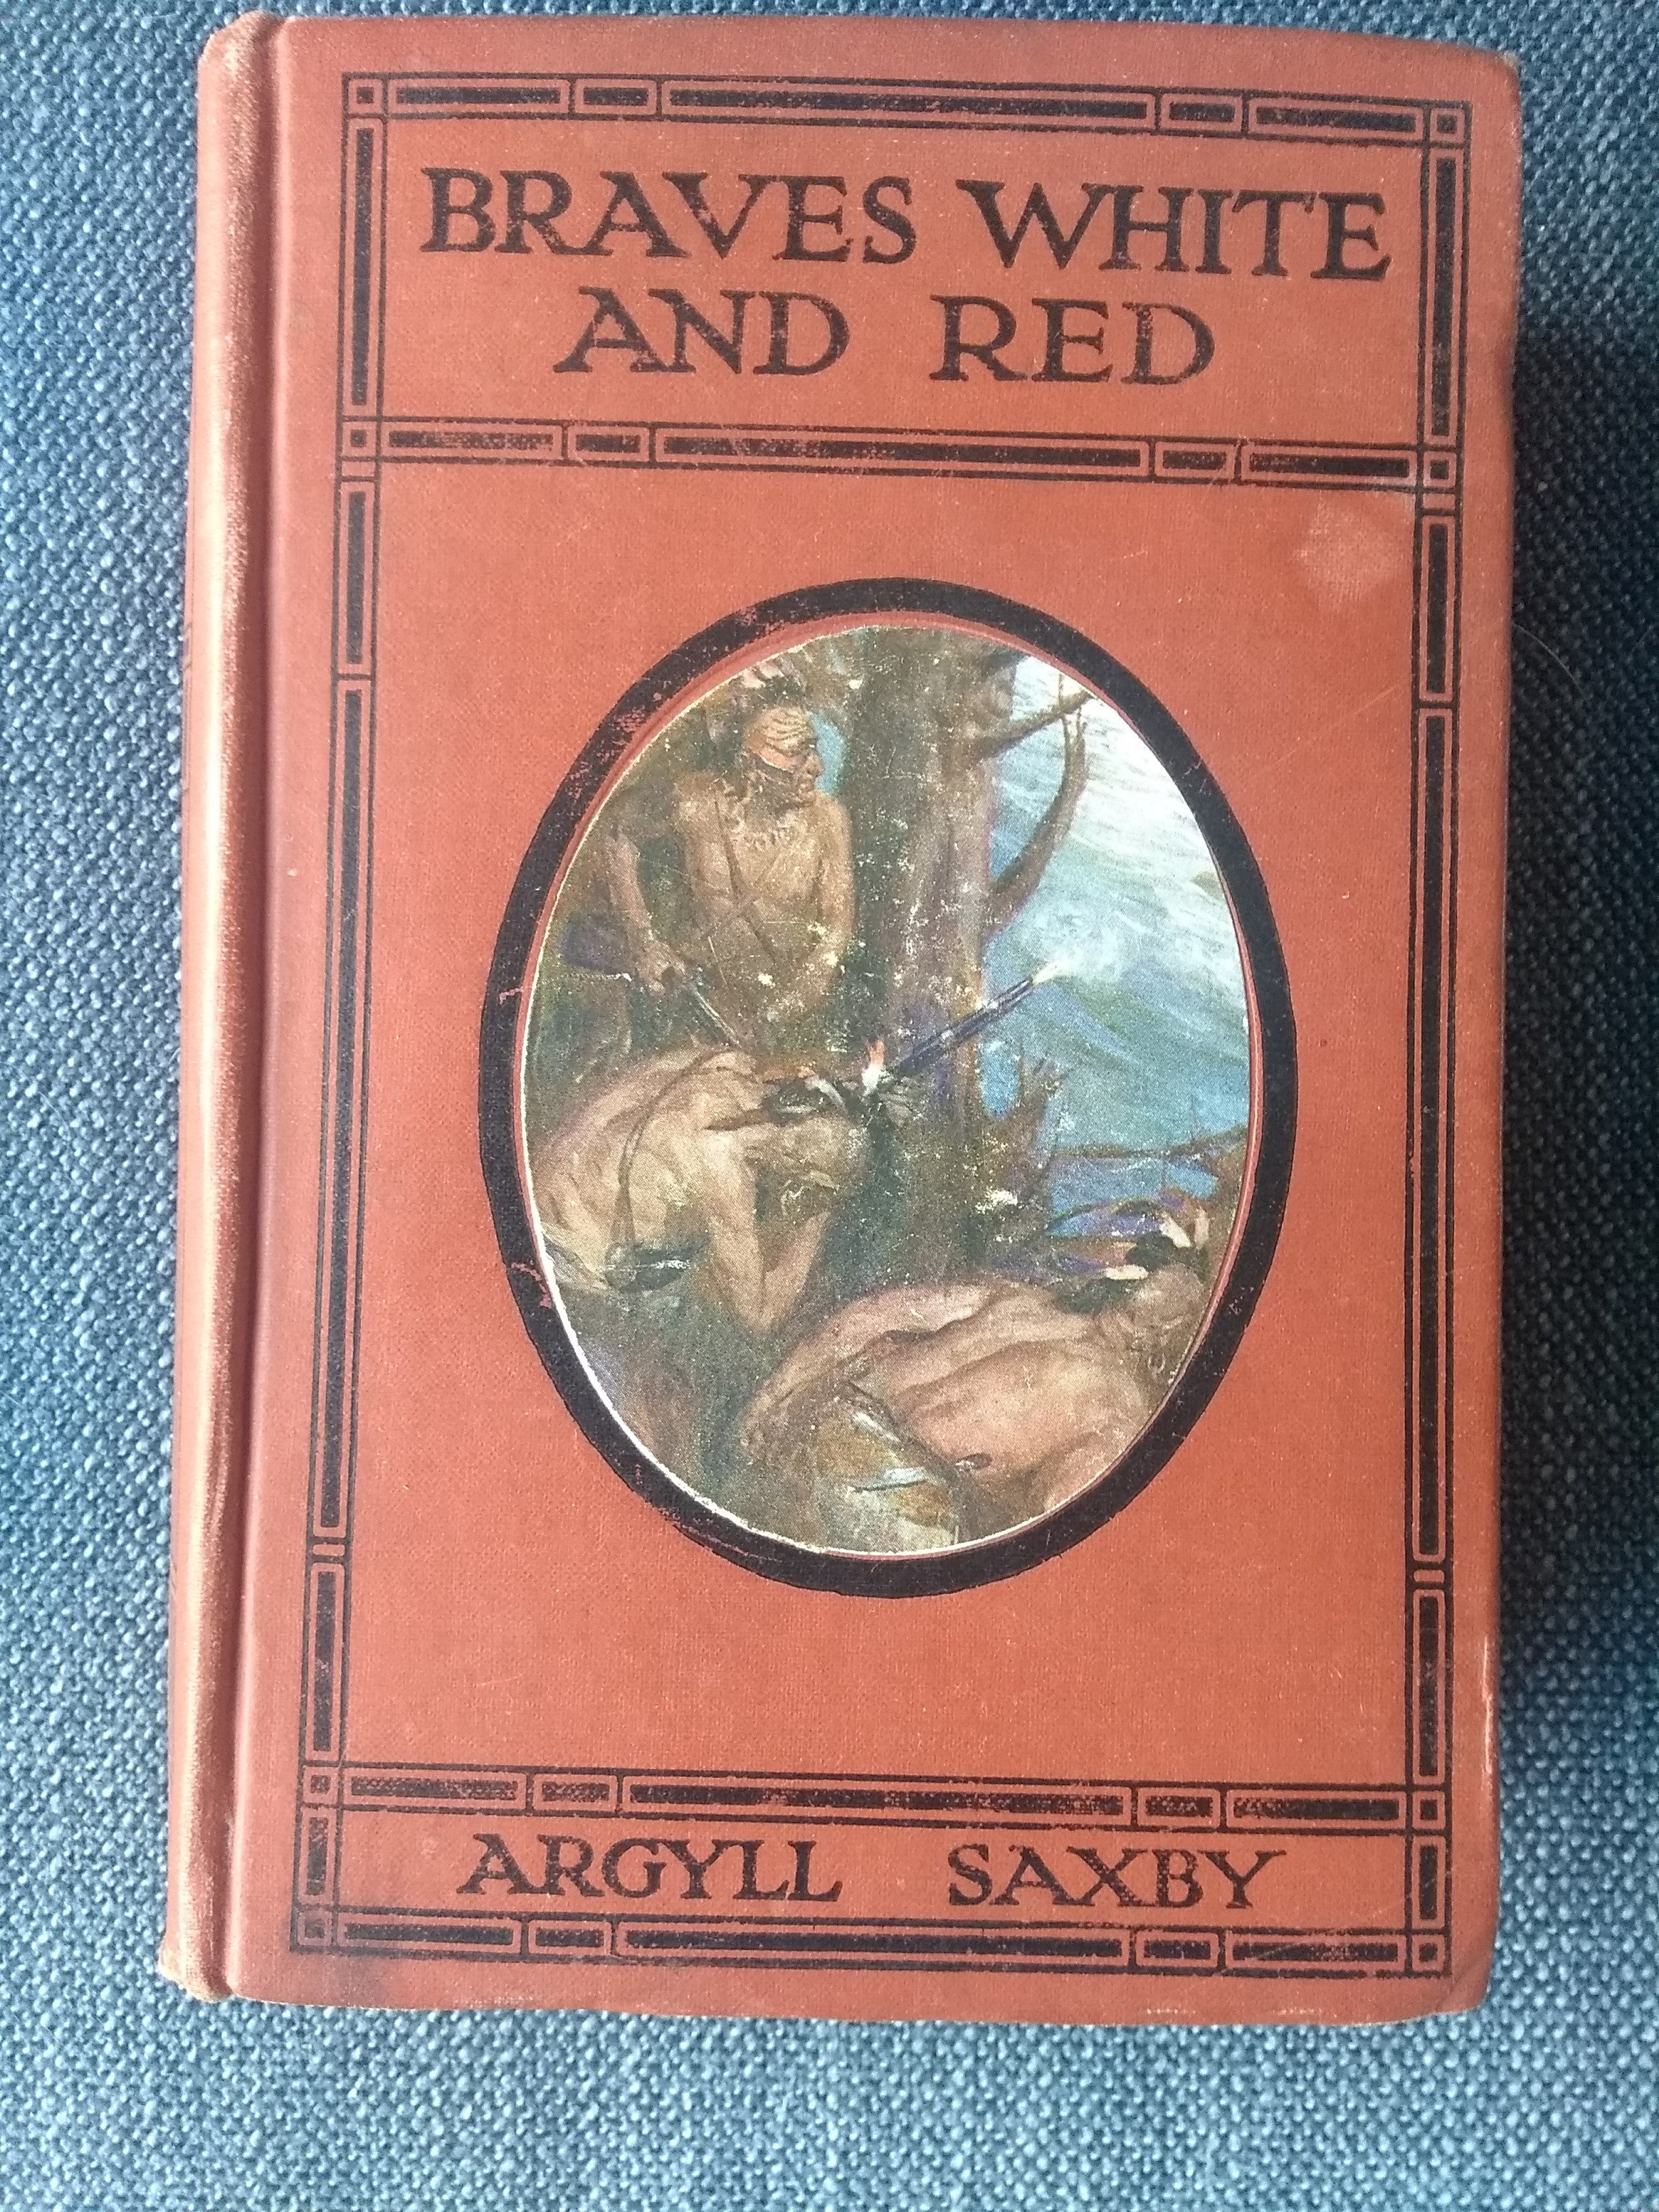 BRAVES WHITE
AND RED
ARGYLL SAXBY